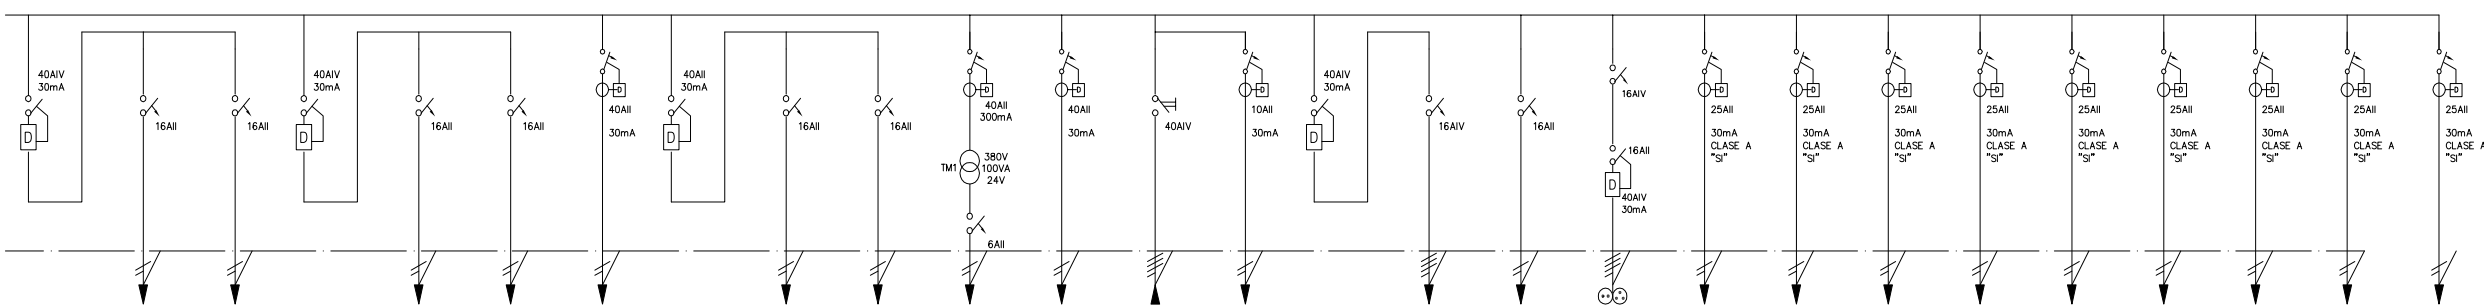 40AIV
30mA
D
16AII
16AII
40AIV
30mA
D
16AII
16AII
D
40AII
30mA
40AII
30mA
D
16AII
16AII
D
40AII
300mA
TM1
380V
100VA
24V
6AII
D
40AII
30mA
40AIV
D
10AII
30mA
40AIV
30mA
D
16AIV
16AII
16AIV
16AII
D
40AIV
30mA
D
25AII
30mA
CLASE A
"SI"
D
25AII
30mA
CLASE A
"SI"
D
25AII
30mA
CLASE A
"SI"
D
25AII
30mA
CLASE A
"SI"
D
25AII
30mA
CLASE A
"SI"
D
25AII
30mA
CLASE A
"SI"
D
25AII
30mA
CLASE A
"SI"
D
25AII
30mA
CLASE A
"SI"
D
25AII
30mA
CLASE A
"SI"